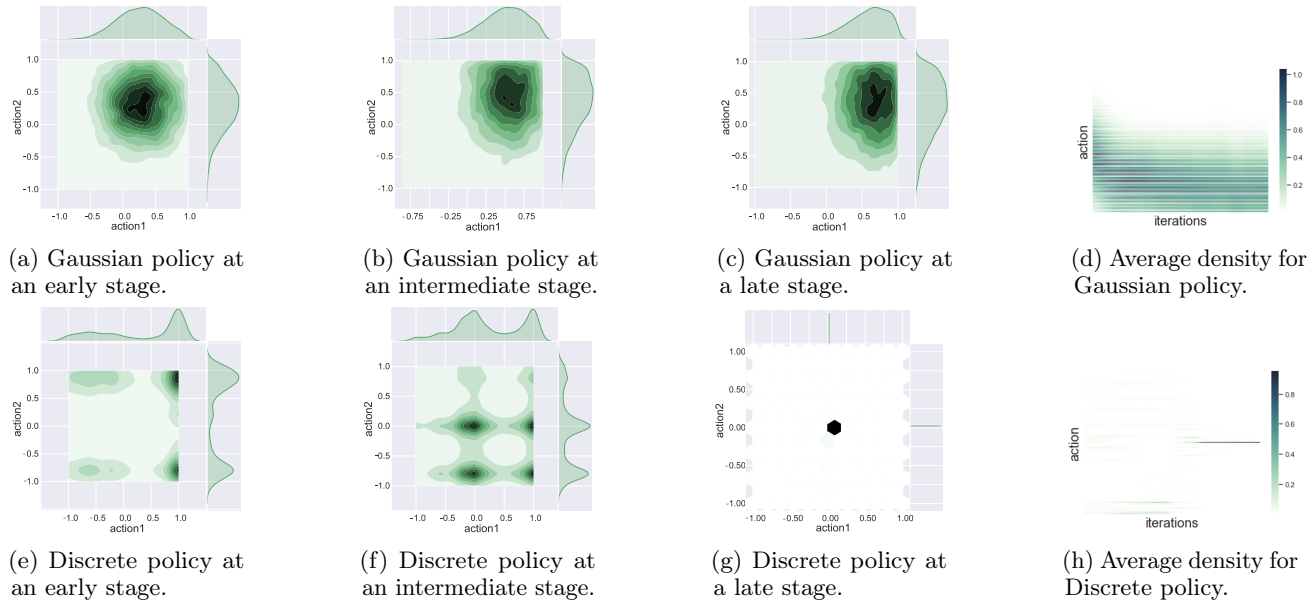 1.0
0.5
0.0
−0.5
−1.0
action2
−1.0 −0.5 0.0 0.5 1.0
action1
(a) Gaussian policy at
an early stage.
1.0
0.5
0.0
−0.5
−1.0
action2
−0.75 −0.25 0.25 0.75
action1
(b) Gaussian policy at
an intermediate stage.
1.0
0.5
0.0
−0.5
−1.0
action2
−1.0 −0.5 0.0 0.5 1.0
action1
(c) Gaussian policy at
a late stage.
action
iterations
1.0
0.8
0.6
0.4
0.2
(d) Average density for
Gaussian policy.
1.0
0.5
0.0
−0.5
−1.0
action2
−1.0 −0.5 0.0 0.5 1.0
action1
(e) Discrete policy at
an early stage.
1.0
0.5
0.0
−0.5
−1.0
action2
−1.0 −0.5 0.0 0.5 1.0
action1
(f) Discrete policy at
an intermediate stage.
1.00
0.50
0.00
−0.50
−1.00
action2
−1.00 −0.50 0.00 0.50 1.00
action1
(g) Discrete policy at
a late stage.
action
iterations
0.8
0.6
0.4
0.2
(h) Average density for
Discrete policy.